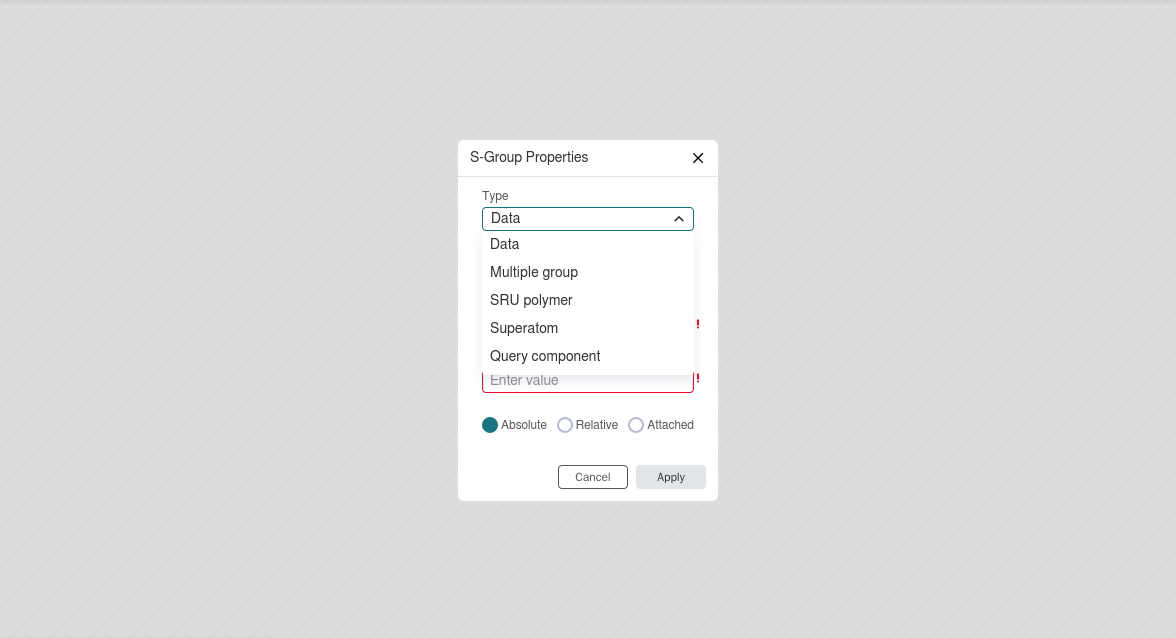 S-Group Properties
Type
Data
Data
Multiple group
SRU polymer
Superatom
Query component
!
Enter value
!
Absolute Relative Attached
Cancel Apply